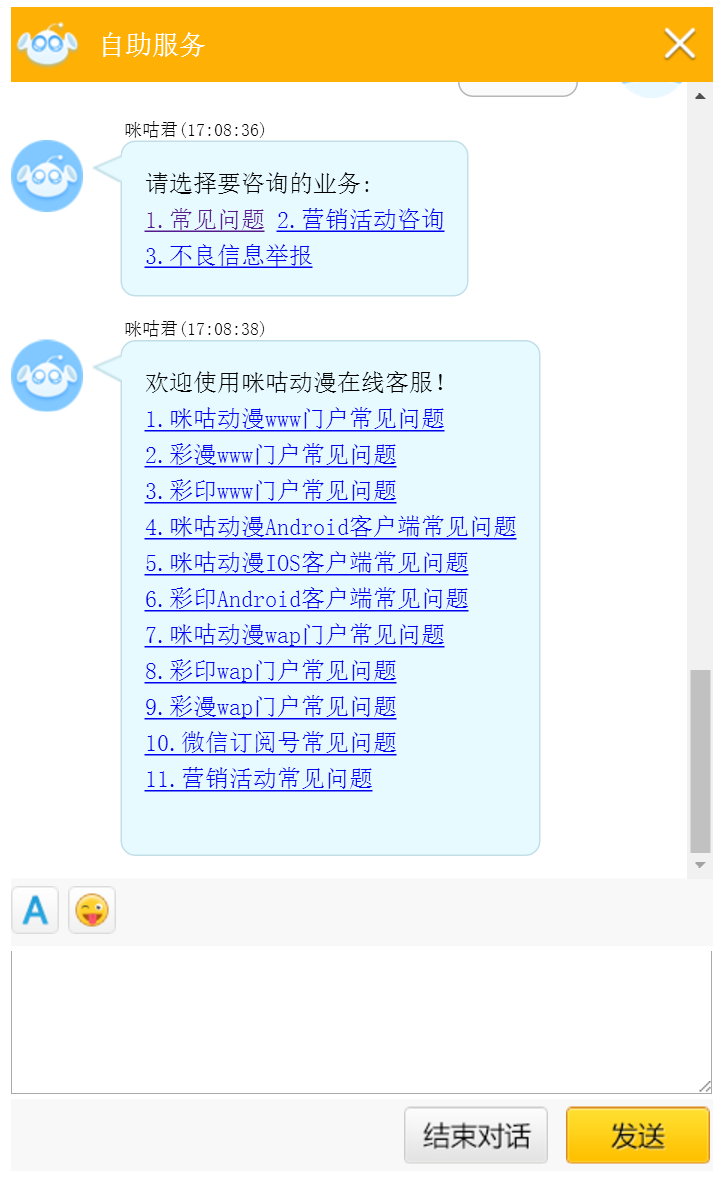 自助服务
咪咕君(17:08:36)
请选择要咨询的业务:
1.常见问题 2.营销活动咨询
3.不良信息举报
咪咕君(17:08:38)
欢迎使用咪咕动漫在线客服!
1.咪咕动漫www门户常见问题
2.彩漫www门户常见问题
3.彩印www门户常见问题
4.咪咕动漫Android客户端常见问题
5.咪咕动漫IOS客户端常见问题
6.彩印Android客户端常见问题
7.咪咕动漫wap门户常见问题
8.彩印wap门户常见问题
9.彩漫wap门户常见问题
10.微信订阅号常见问题
11.营销活动常见问题
A
结束对话 发送